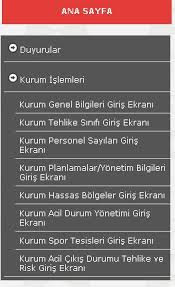 ANA SAYFA
Duyurular
Kurum İşlemleri
Kurum Genel Bilgileri Giriş Ekranı
Kurum Tehlike Sınıfı Giriş Ekranı
Kurum Personel Sayıları Giriş
Ekranı
Kurum Planlamalar/Yönetim Bilgileri
Giriş Ekranı
Kurum Hassas Bölgeler Giriş Ekranı
Kurum Acil Durum Yönetimi Giriş
Ekranı
Kurum Spor Tesisleri Giriş Ekranı
Kurum Acil Çıkış Durumu Tehlike ve
Risk Giriş Ekranı